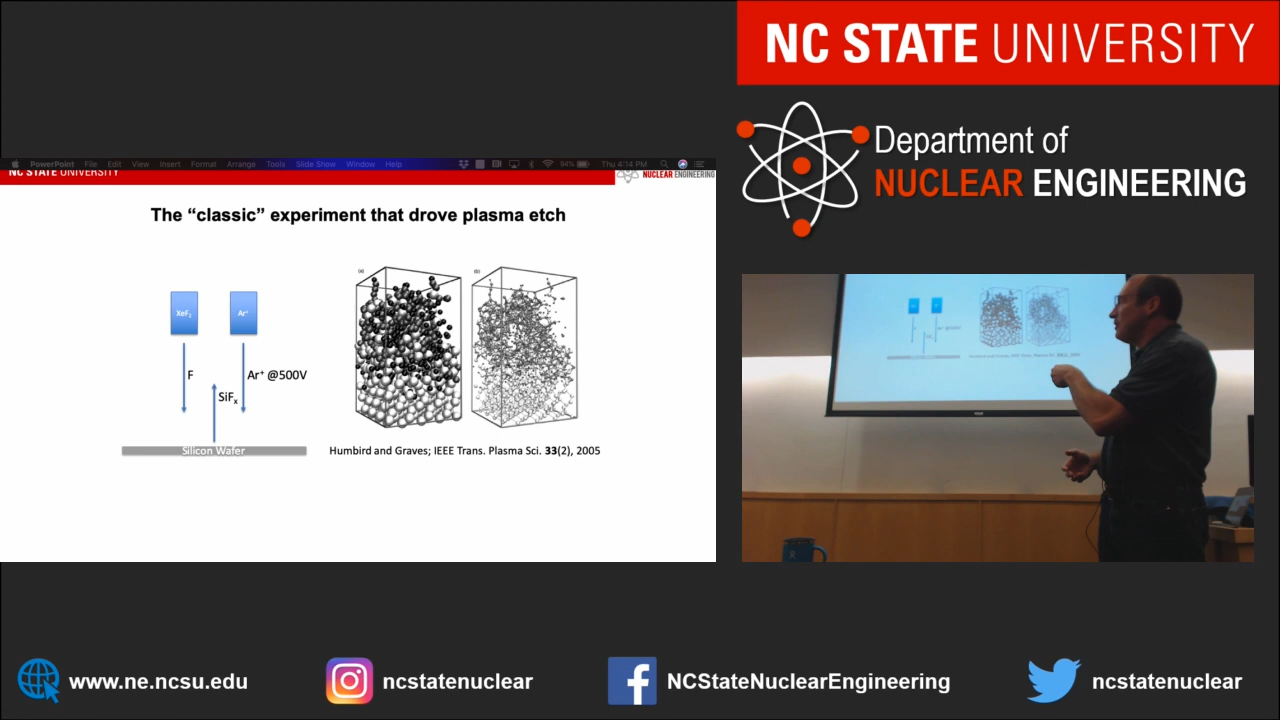 NC STATE UNIVERSITY
Department of
NUCLEAR ENGINEERING
PowerPoint File Edit View Insert Format Arrange Tools Slide Show Window Help 94% Thu 4:14 PM
NC STATE UNIVERSITY
NUCLEAR ENGINEERING
The “classic” experiment that drove plasma etch
XeF2
Ar+
F
Ar+ @500V
SiFx
Silicon Wafer
(a)
(b)
Humbird and Graves; IEEE Trans. Plasma Sci. 33(2), 2005
www.ne.ncsu.edu
ncstatenuclear
NCStateNuclearEngineering
ncstatenuclear